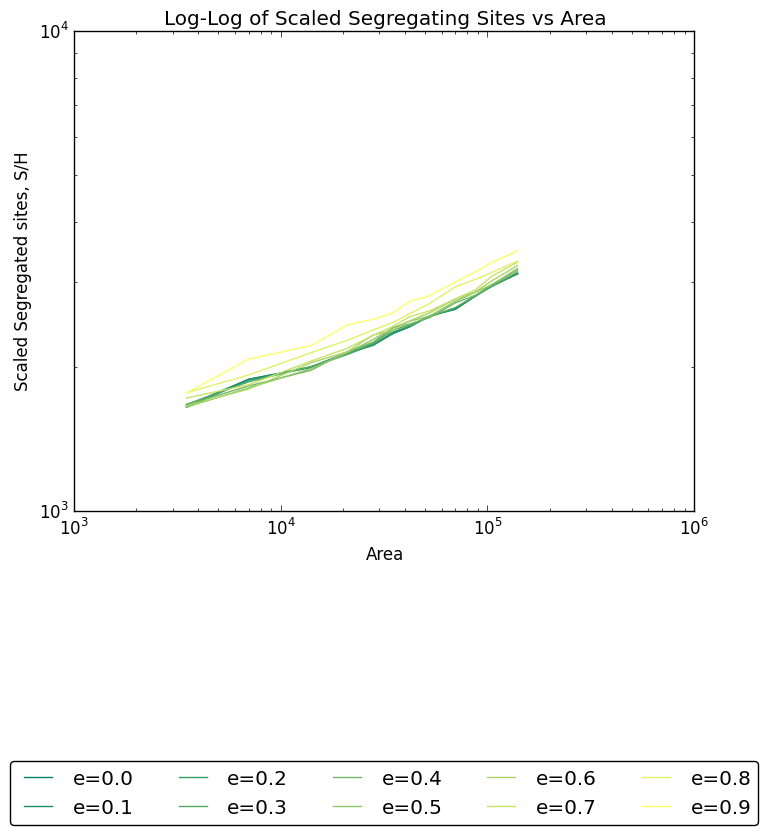 Log-Log of Scaled Segregating Sites vs Area
10^4
10^3
Scaled Segregated sites, S/H
10^3 10^4 10^5 10^6
Area
e=0.0 e=0.2 e=0.4 e=0.6 e=0.8
e=0.1 e=0.3 e=0.5 e=0.7 e=0.9